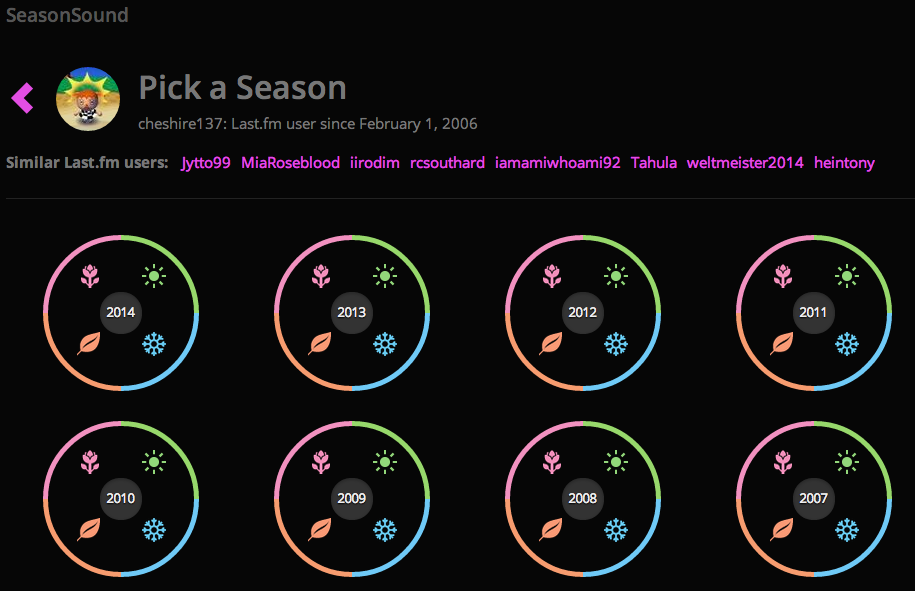 SeasonSound
Pick a Season
cheshire137: Last.fm user since February 1, 2006
Similar Last.fm users: Jytto99 MiaRoseblood iirodim rcsouthard iamamiwhoami92 Tahula weltmeister2014 heintony
2014 2013 2012 2011
2010 2009 2008 2007